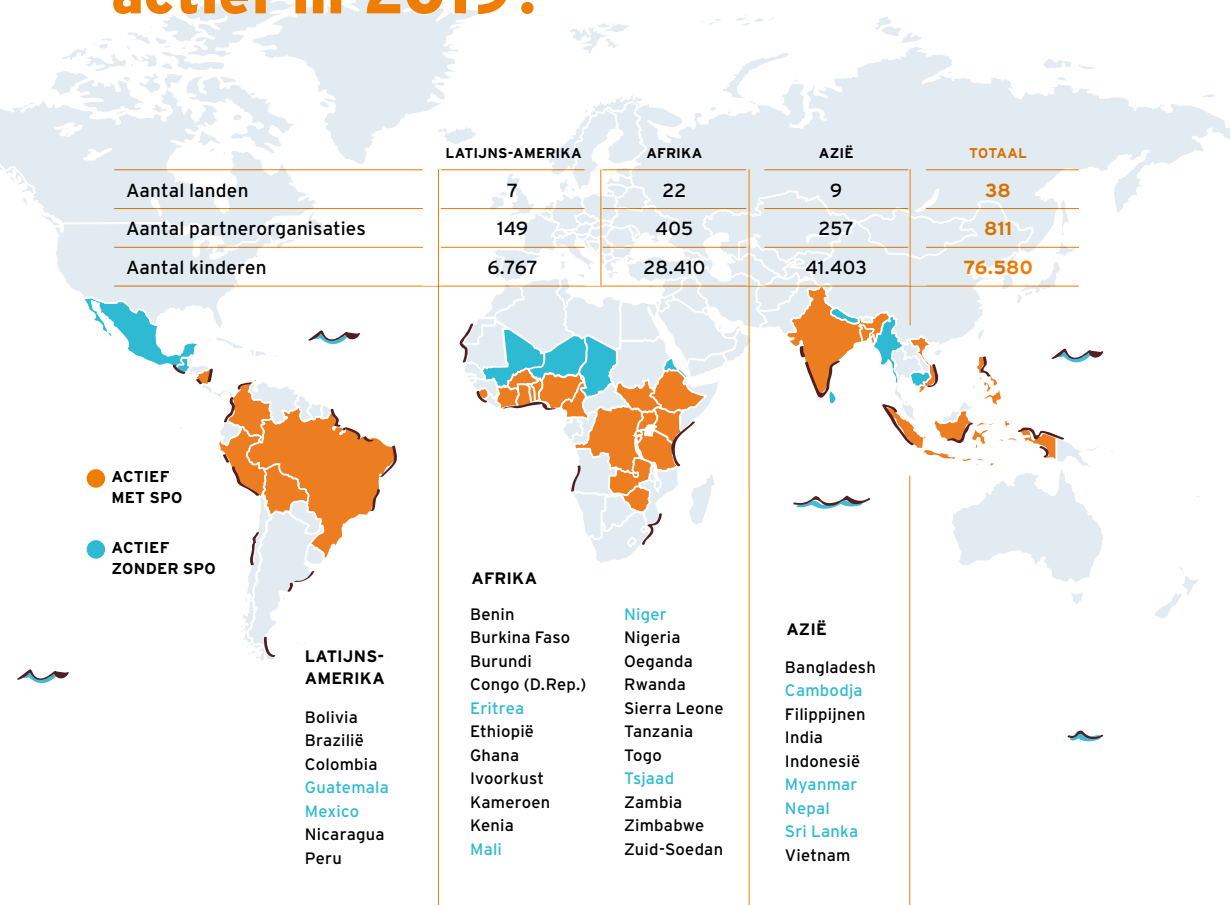 actief in 2019?
LATIJNS-AMERIKA AFRIKA AZIË TOTAAL
Aantal landen 7 22 9 38
Aantal partnerorganisaties 149 405 257 811
Aantal kinderen 6.767 28.410 41.403 76.580
ACTIEF
MET SPO
ACTIEF
ZONDER SPO
LATIJNS-
AMERIKA
Bolivia
Brazilië
Colombia
Guatemala
Mexico
Nicaragua
Peru
AFRIKA
Benin
Burkina Faso
Burundi
Congo (D.Rep.)
Eritrea
Ethiopië
Ghana
Ivoorkust
Kameroen
Kenia
Mali
Niger
Nigeria
Oeganda
Rwanda
Sierra Leone
Tanzania
Togo
Tsjaad
Zambia
Zimbabwe
Zuid-Soedan
AZIË
Bangladesh
Cambodja
Filippijnen
India
Indonesië
Myanmar
Nepal
Sri Lanka
Vietnam